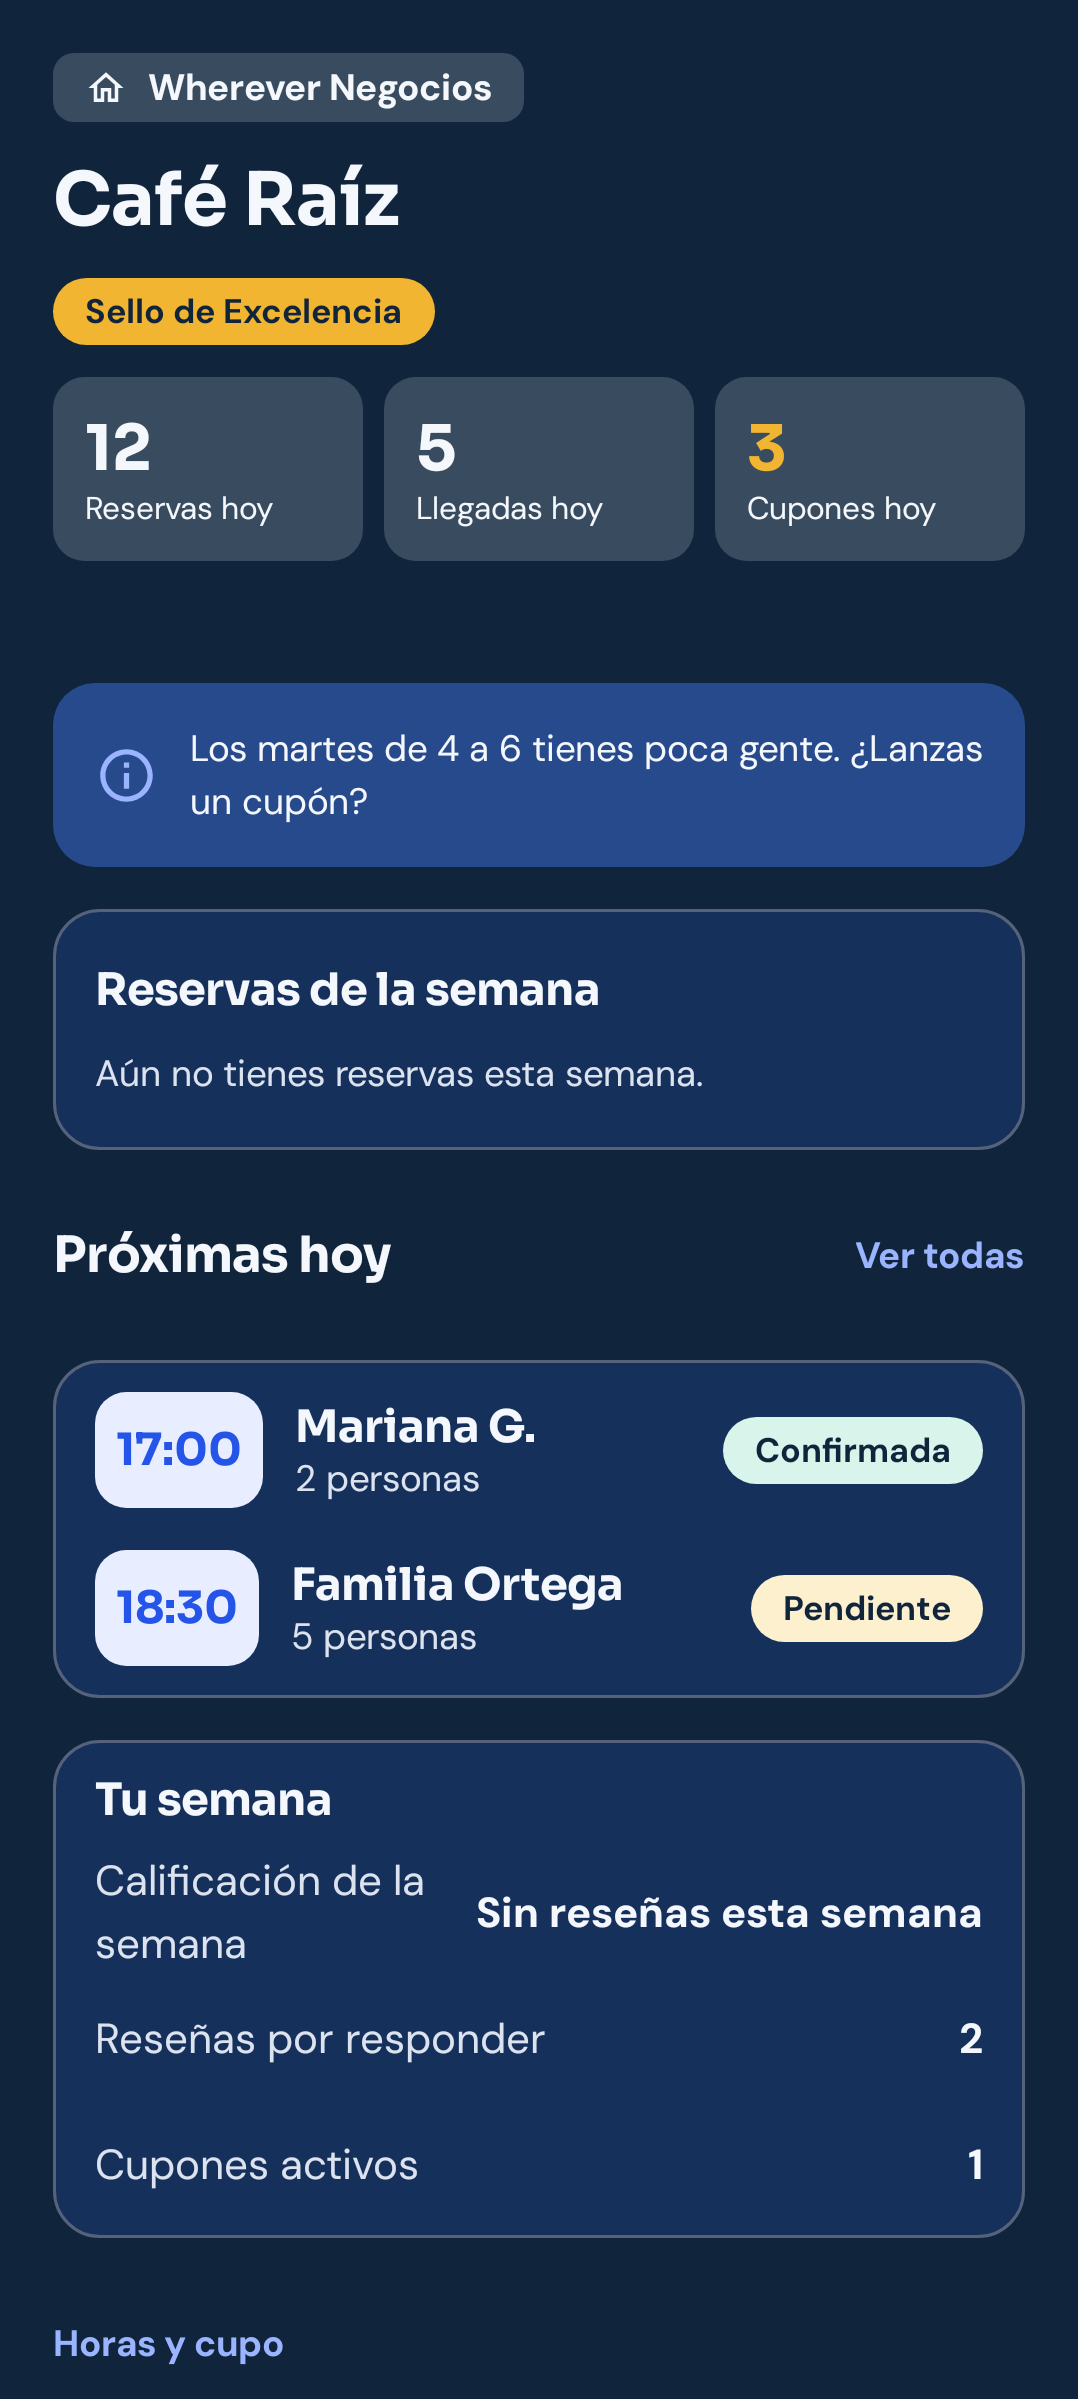 Wherever Negocios
Café Raíz
Sello de Excelencia
12
Reservas hoy
5
Llegadas hoy
3
Cupones hoy
Los martes de 4 a 6 tienes poca gente. ¿Lanzas
un cupón?
Reservas de la semana
Aún no tienes reservas esta semana.
Próximas hoy
Ver todas
17:00
Mariana G.
2 personas
Confirmada
18:30
Familia Ortega
5 personas
Pendiente
Tu semana
Calificación de la
semana
Sin reseñas esta semana
Reseñas por responder
2
Cupones activos
1
Horas y cupo